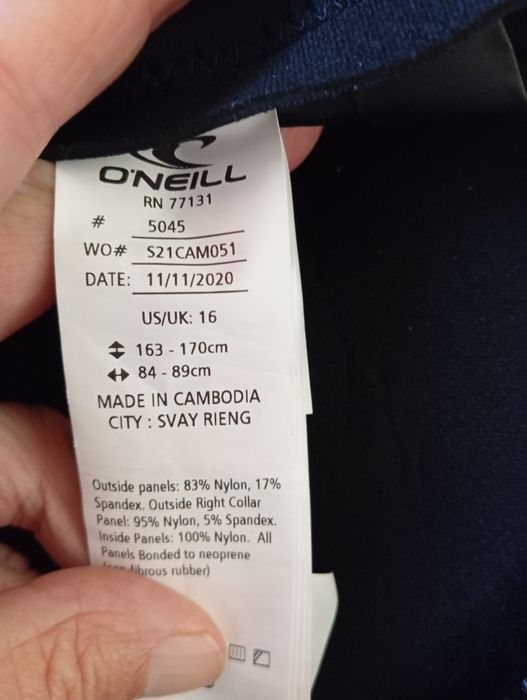 O'NEILL
RN 77131
# 5045
WO# S21CAM051
DATE: 11/11/2020
US/UK: 16
163 - 170cm
84 - 89cm
MADE IN CAMBODIA
CITY : SVAY RIENG
Outside panels: 83% Nylon, 17%
Spandex. Outside Right Collar
Panel: 95% Nylon, 5% Spandex.
Inside Panels: 100% Nylon. All
Panels Bonded to neoprene
rubber)